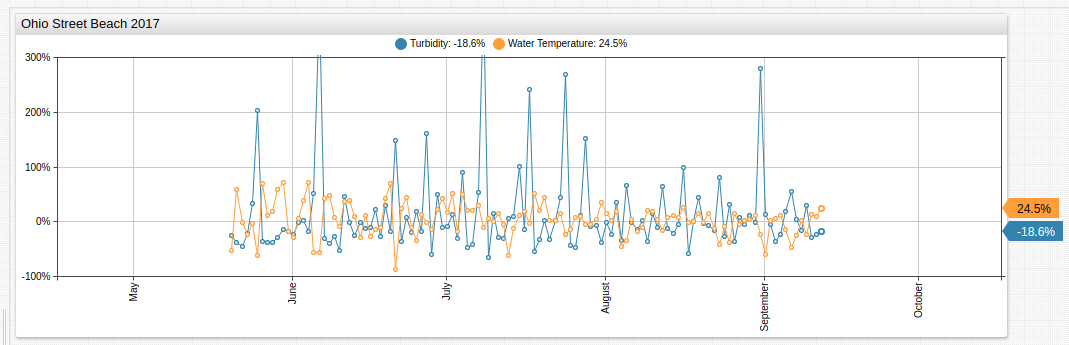 Ohio Street Beach 2017
Turbidity: -18.6% Water Temperature: 24.5%
300%
200%
100%
0%
-100%
24.5%
-18.6%
May
June
July
August
September
October